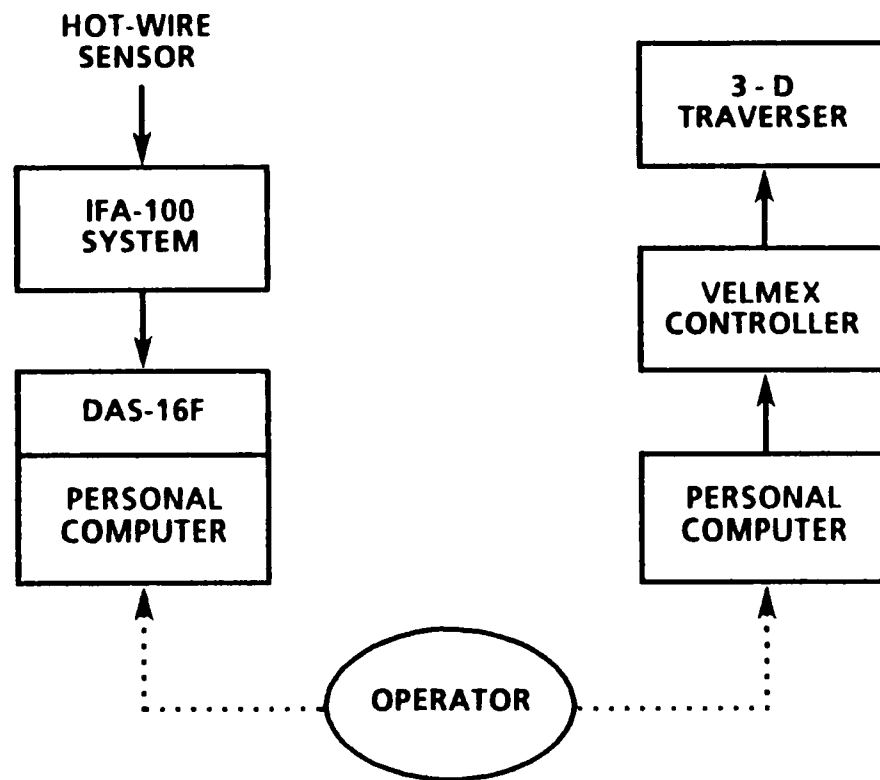 HOT-WIRE
SENSOR
IFA-100
SYSTEM
DAS-16F
PERSONAL
COMPUTER
3 - D
TRAVERSER
VELMEX
CONTROLLER
PERSONAL
COMPUTER
OPERATOR